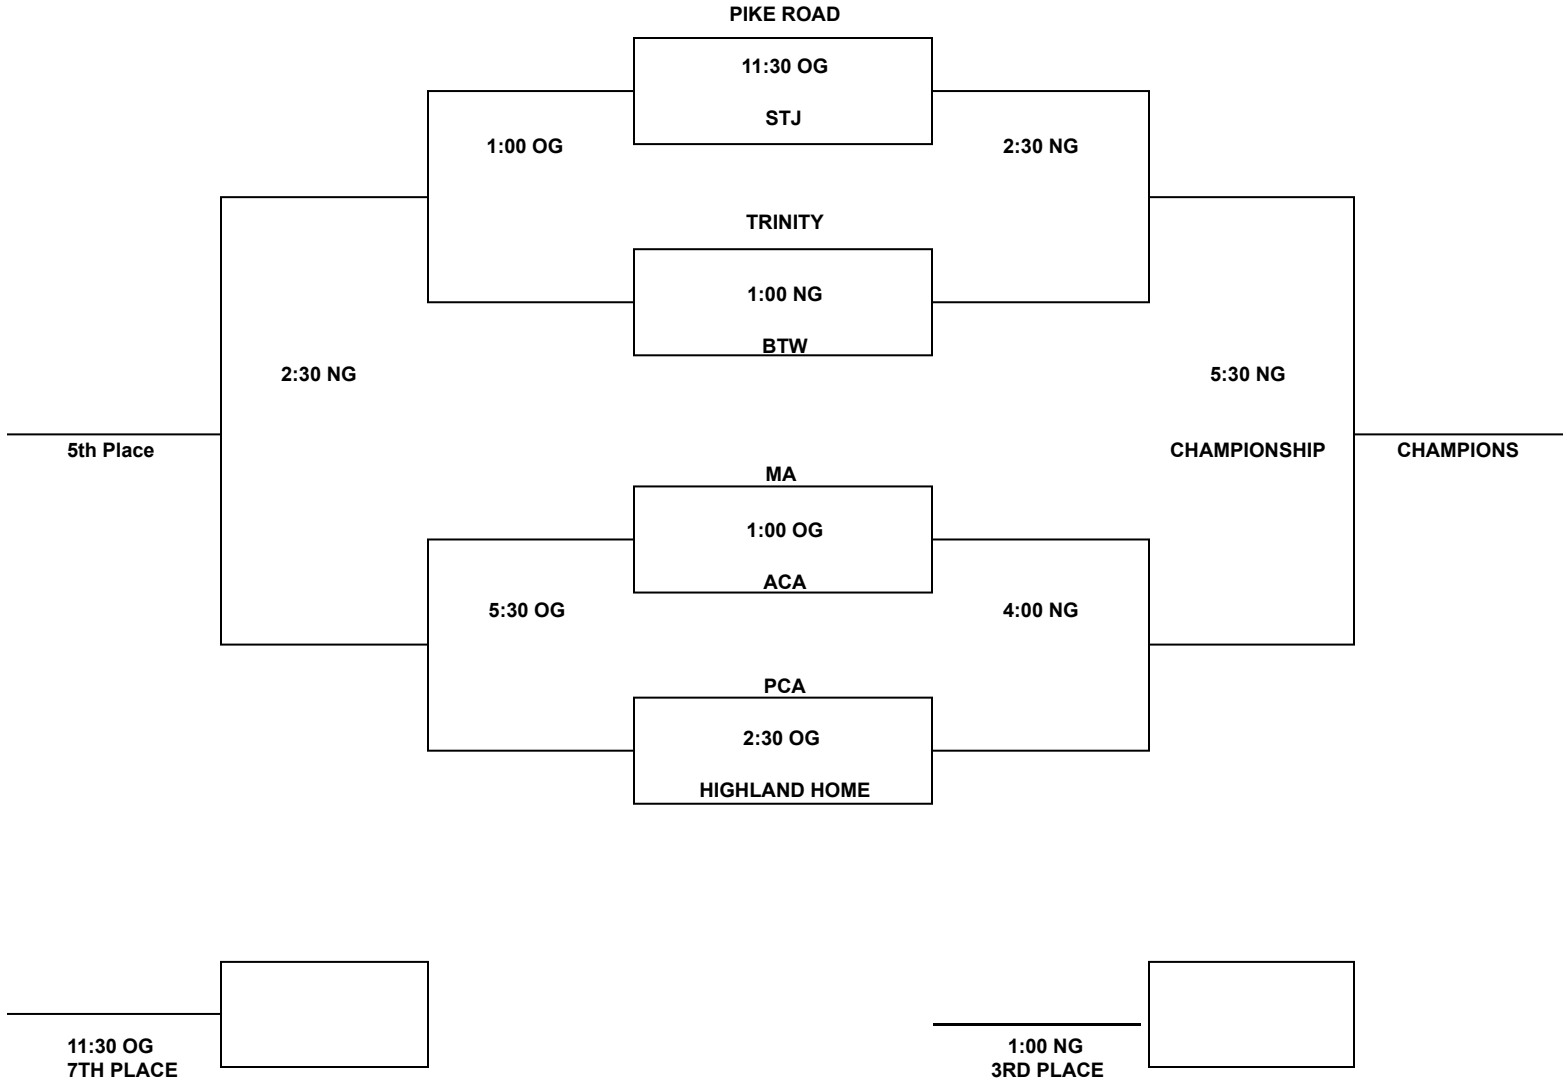 PIKE ROAD
11:30 OG
STJ
1:00 OG
2:30 NG
TRINITY
1:00 NG
BTW
2:30 NG
5:30 NG
5th Place
CHAMPIONSHIP
CHAMPIONS
MA
1:00 OG
ACA
5:30 OG
4:00 NG
PCA
2:30 OG
HIGHLAND HOME
11:30 OG
7TH PLACE
1:00 NG
3RD PLACE